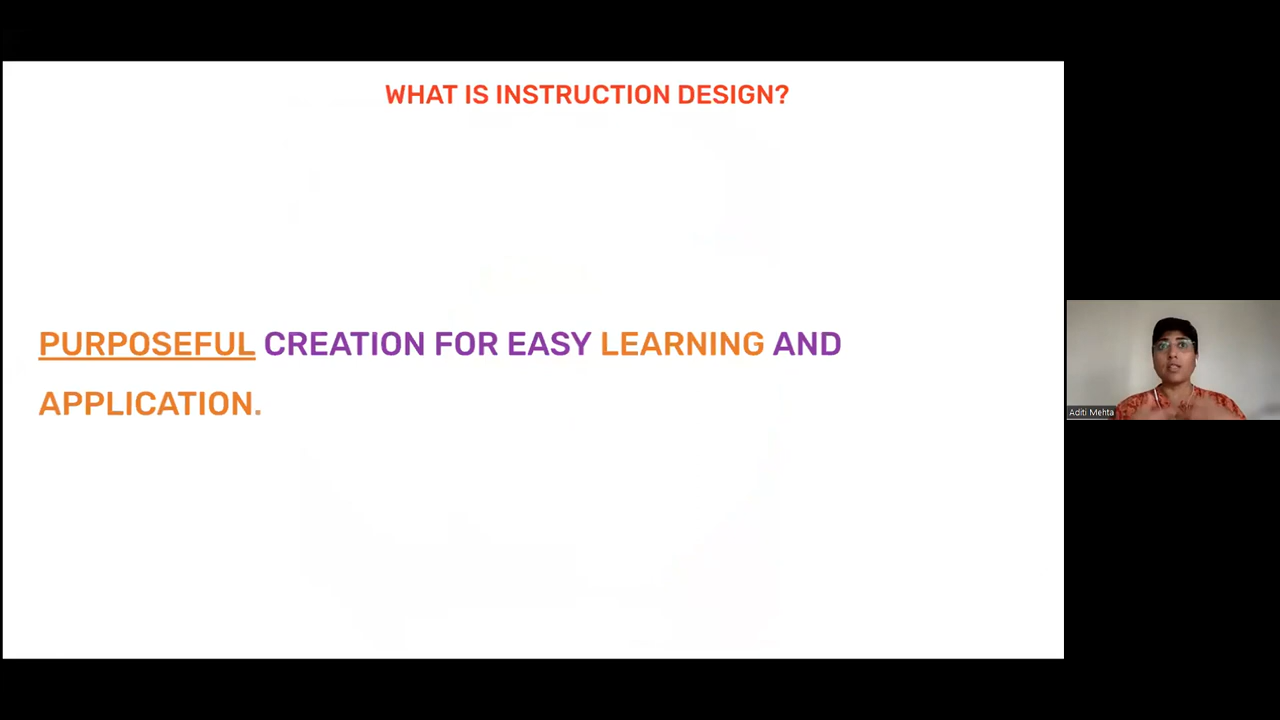 WHAT IS INSTRUCTION DESIGN?
PURPOSEFUL CREATION FOR EASY LEARNING AND
APPLICATION.
Aditi Mehta